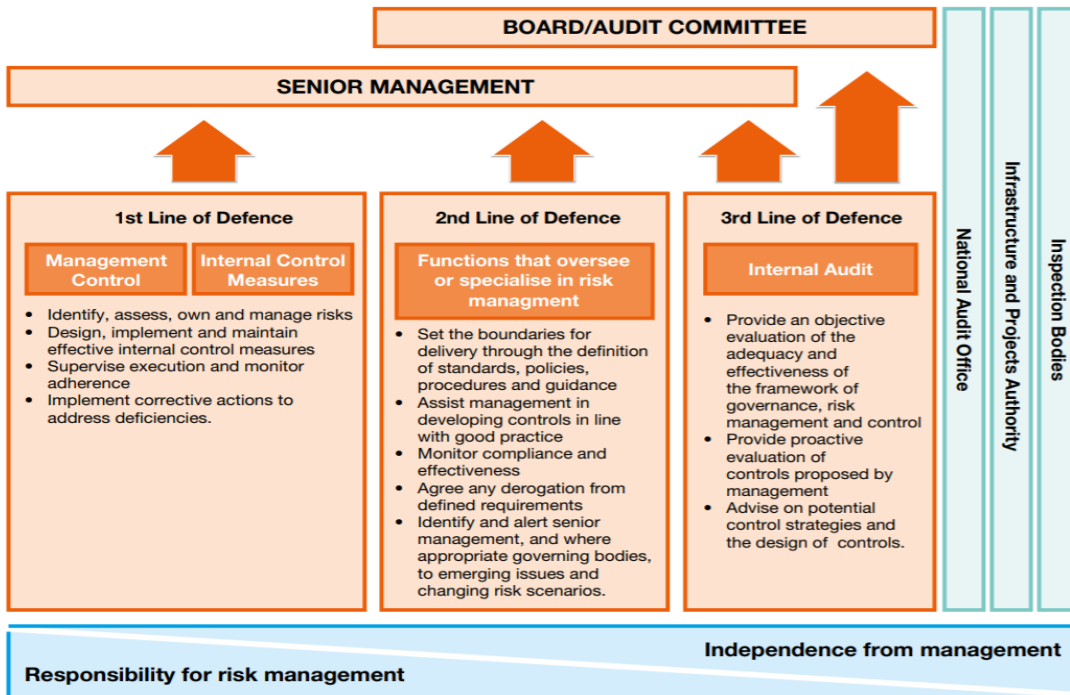 BOARD/AUDIT COMMITTEE
SENIOR MANAGEMENT
1st Line of Defence
Management
Control
Internal Control
Measures
• Identify, assess, own and manage risks
• Design, implement and maintain
effective internal control measures
• Supervise execution and monitor
adherence
• Implement corrective actions to
address deficiencies.
2nd Line of Defence
Functions that oversee
or specialise in risk
managment
• Set the boundaries for
delivery through the definition
of standards, policies,
procedures and guidance
• Assist management in
developing controls in line
with good practice
• Monitor compliance and
effectiveness
• Agree any derogation from
defined requirements
• Identify and alert senior
management, and where
appropriate governing bodies,
to emerging issues and
changing risk scenarios.
3rd Line of Defence
Internal Audit
• Provide an objective
evaluation of the
adequacy and
effectiveness of
the framework of
governance, risk
management and control
• Provide proactive
evaluation of
controls proposed by
management
• Advise on potential
control strategies and
the design of controls.
National Audit Office
Infrastructure and Projects Authority
Inspection Bodies
Independence from management
Responsibility for risk management